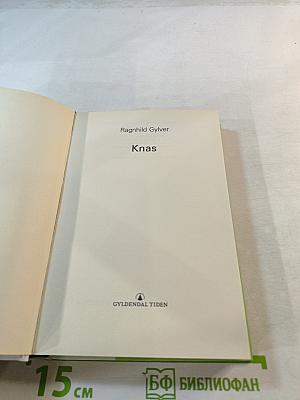 Ragnhild Gylver
Knas
GYLDENDAL TIDEN
15 см
БФ БИБЛИОФАН